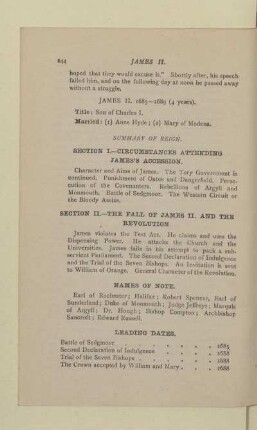 244 JAMES II.
hoped that they would excuse it." Shortly after, his speech
failed him, and on the following day at noon he passed away
without a struggle.
JAMES II. 1685—1689 (4 years).
Title: Son of Charles I.
Married: (1) Anne Hyde; (2) Mary of Modena.
SUMMARY OF REIGN.
SECTION I.—CIRCUMSTANCES ATTENDING
JAMES'S ACCESSION.
Character and Aims of James. The Tory Government is
continued. Punishment of Oates and Dangerfield. Perse-
cution of the Covenanters. Rebellions of Argyll and
Monmouth. Battle of Sedgmoor. The Western Circuit or
the Bloody Assize.
SECTION II.—THE FALL OF JAMES II. AND THE
REVOLUTION.
James violates the Test Act. He claims and uses the
Dispensing Power. He attacks the Church and the
Universities. James fails in his attempt to pack a sub-
servient Parliament. The Second Declaration of Indulgence
and the Trial of the Seven Bishops. An Invitation is sent
to William of Orange. General Character of the Revolution.
NAMES OF NOTE.
Earl of Rochester; Halifax; Robert Spencer, Earl of
Sunderland; Duke of Monmouth; Judge Jeffreys; Marquis
of Argyll; Dr. Hough; Bishop Compton; Archbishop
Sancroft; Edward Russell.
LEADING DATES.
Battle of Sedgmoor . . . . . 1685
Second Declaration of Indulgence . . . . 1688
Trial of the Seven Bishops . . . . . 1688
The Crown accepted by William and Mary . . . 1688